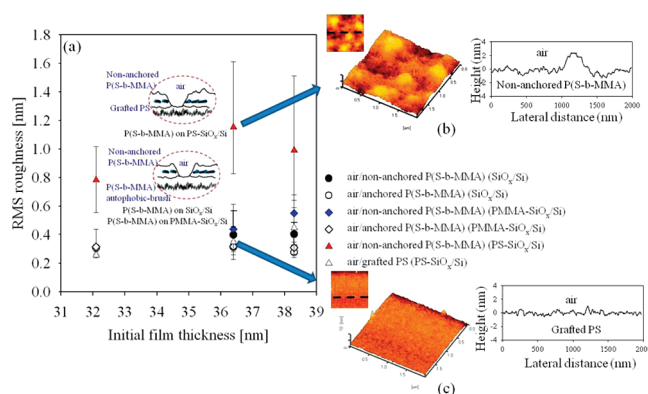 (a)
RMS roughness [nm]
1.8
1.6
1.4
1.2
1.0
0.8
0.6
0.4
0.2
0.0
31 32 33 34 35 36 37 38 39
Initial film thickness [nm]
Non-anchored
P(S-b-MMA)
air
Grafted PS
P(S-b-MMA) on PS-SiOx/Si
Non-anchored
P(S-b-MMA)
air
P(S-b-MMA)
autophobic-brush
P(S-b-MMA) on SiOx/Si
P(S-b-MMA) on PMMA-SiOx/Si
(b)
Height (nm)
4
2
0
-2
-4
air
Non-anchored P(S-b-MMA)
0 500 1000 1500 2000
Lateral distance (nm)
air/non-anchored P(S-b-MMA) (SiOx/Si)
air/anchored P(S-b-MMA) (SiOx/Si)
air/non-anchored P(S-b-MMA) (PMMA-SiOx/Si)
air/anchored P(S-b-MMA) (PMMA-SiOx/Si)
air/non-anchored P(S-b-MMA) (PS-SiOx/Si)
air/grafted PS (PS-SiOx/Si)
(c)
Height (nm)
4
2
0
-2
-4
air
Grafted PS
0 500 1000 1500 200
Lateral distance (nm)